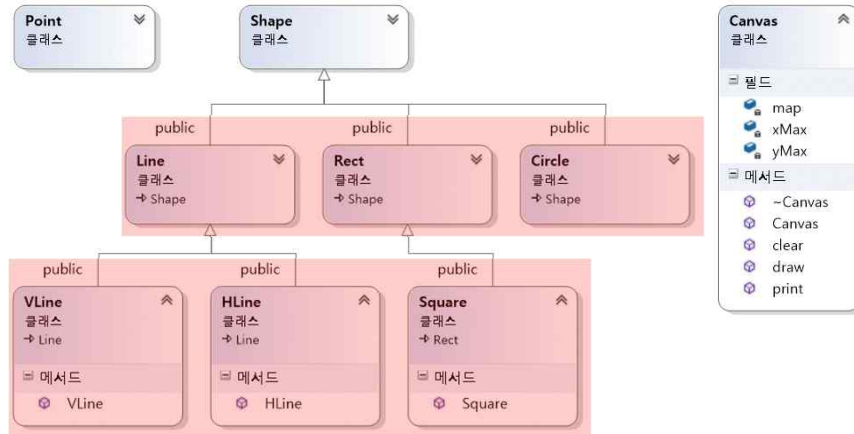 Point
클래스
Shape
클래스
Canvas
클래스
필드
map
xMax
yMax
메서드
~Canvas
Canvas
clear
draw
print
public
public
public
Line
클래스
Shape
Rect
클래스
Shape
Circle
클래스
Shape
public
public
public
VLine
클래스
Line
메서드
VLine
HLine
클래스
Line
메서드
HLine
Square
클래스
Rect
메서드
Square